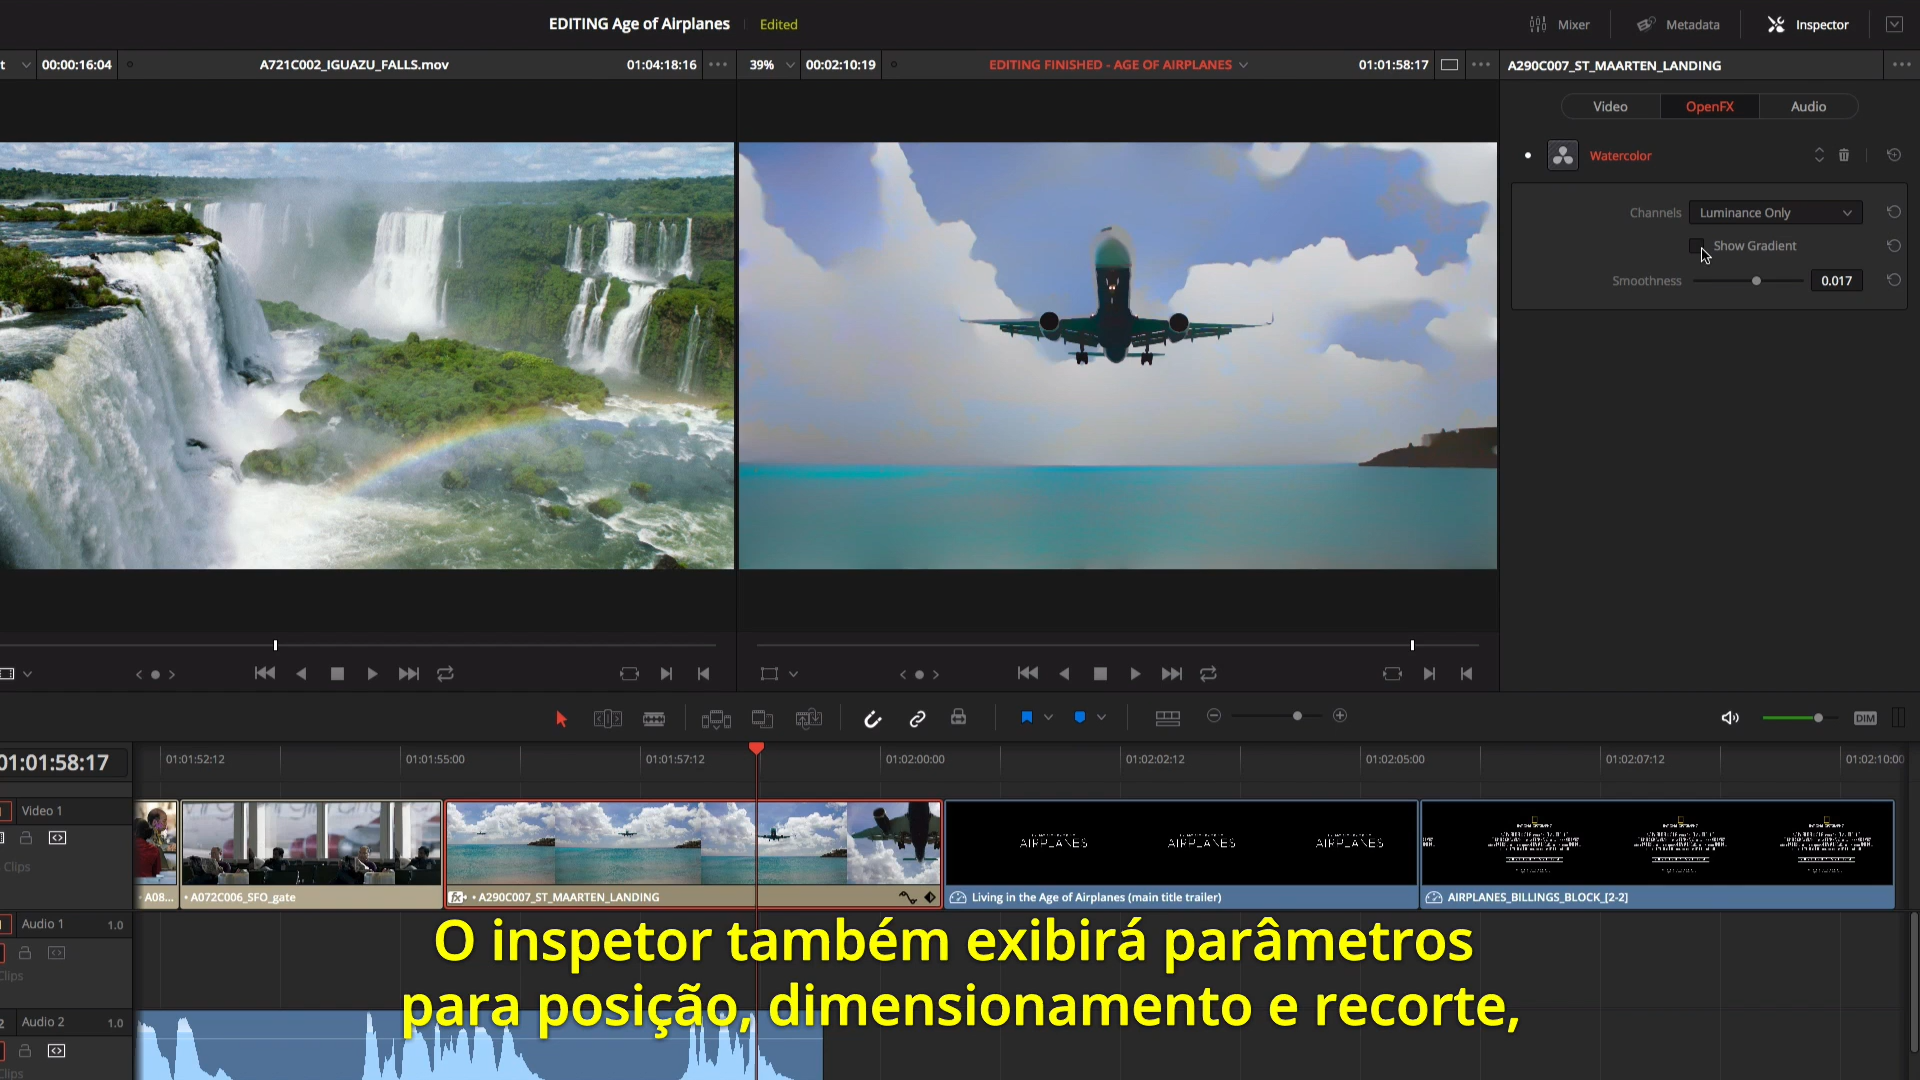 EDITING Age of Airplanes Edited Mixer Metadata Inspector
t 00:00:16:04 A721C002_IGUAZU_FALLS.mov 01:04:18:16 39% 00:02:10:19 EDITING FINISHED - AGE OF AIRPLANES 01:01:58:17 A290C007_ST_MAARTEN_LANDING
Video OpenFX Audio
Watercolor
Channels Luminance Only
Show Gradient
Smoothness 0.017
DIM
01:01:58:17 01:01:52:12 01:01:55:00 01:01:57:12 01:02:00:00 01:02:02:12 01:02:05:00 01:02:07:12 01:02:10:00
Video 1
AIRPLANES AIRPLANES AIRPLANES
Clips
A08... A072C006_SFO_gate fx A290C007_ST_MAARTEN_LANDING Living in the Age of Airplanes (main title trailer) AIRPLANES_BILLINGS_BLOCK_[2-2]
Audio 1 1.0
O inspetor também exibirá parâmetros
Clips
para posição, dimensionamento e recorte,
2 Audio 2 1.0
Clips